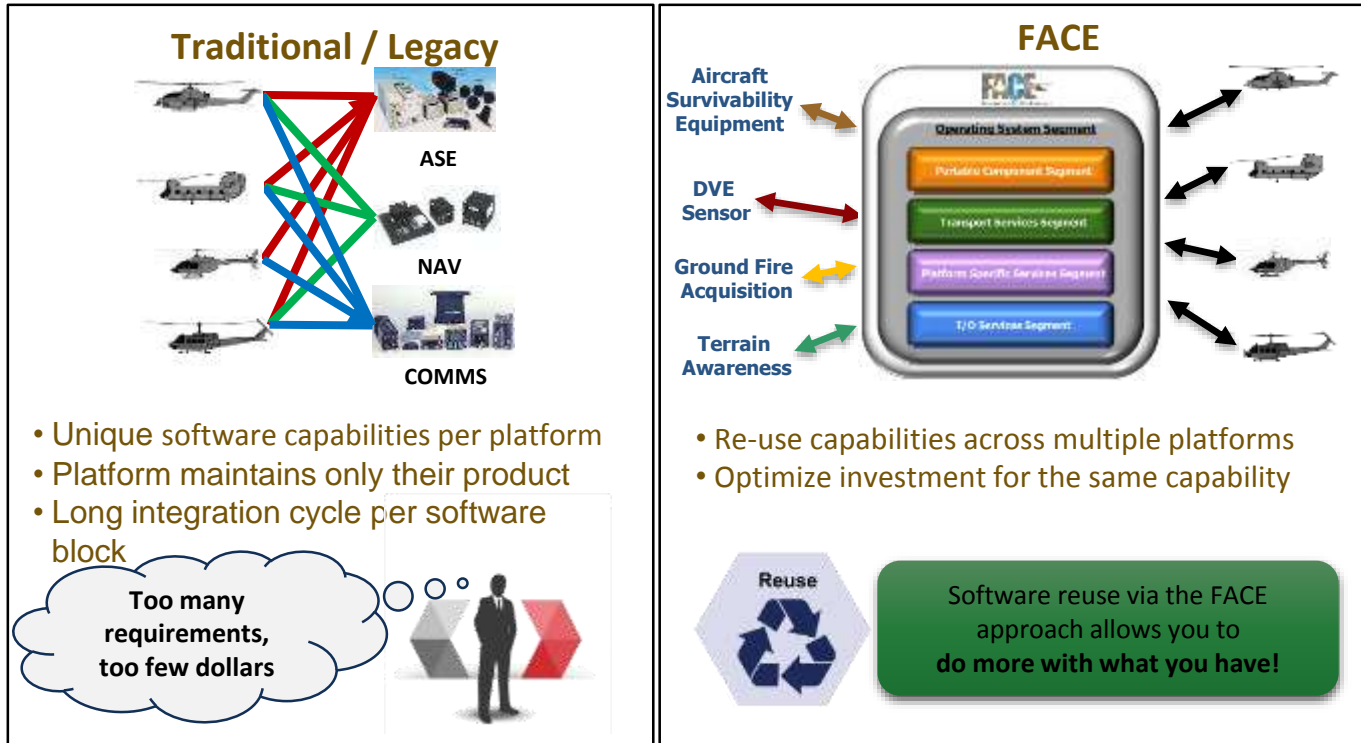 Traditional / Legacy
ASE
NAV
COMMS
• Unique software capabilities per platform
• Platform maintains only their product
• Long integration cycle per software
block
Too many
requirements,
too few dollars
FACE
Aircraft
Survivability
Equipment
DVE
Sensor
Ground Fire
Acquisition
Terrain
Awareness
FACE
Operating System Segment
Portable Component Segment
Transport Services Segment
Platform Specific Services Segment
I/O Services Segment
• Re-use capabilities across multiple platforms
• Optimize investment for the same capability
Reuse
Software reuse via the FACE
approach allows you to
do more with what you have!